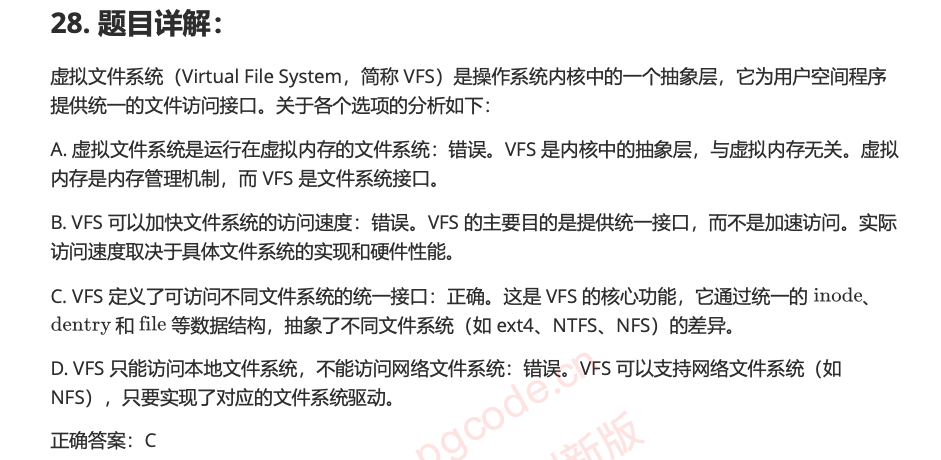 28. 题目详解：
虚拟文件系统（Virtual File System，简称 VFS）是操作系统内核中的一个抽象层，它为用户空间程序
提供统一的文件访问接口。关于各个选项的分析如下：
A. 虚拟文件系统是运行在虚拟内存的文件系统：错误。VFS 是内核中的抽象层，与虚拟内存无关。虚拟
内存是内存管理机制，而 VFS 是文件系统接口。
B. VFS 可以加快文件系统的访问速度：错误。VFS 的主要目的是提供统一接口，而不是加速访问。实际
访问速度取决于具体文件系统的实现和硬件性能。
C. VFS 定义了可访问不同文件系统的统一接口：正确。这是 VFS 的核心功能，它通过统一的 inode、
dentry 和 file 等数据结构，抽象了不同文件系统（如 ext4、NTFS、NFS）的差异。
D. VFS 只能访问本地文件系统，不能访问网络文件系统：错误。VFS 可以支持网络文件系统（如
NFS），只要实现了对应的文件系统驱动。
正确答案：C
pgcode.cn
新版